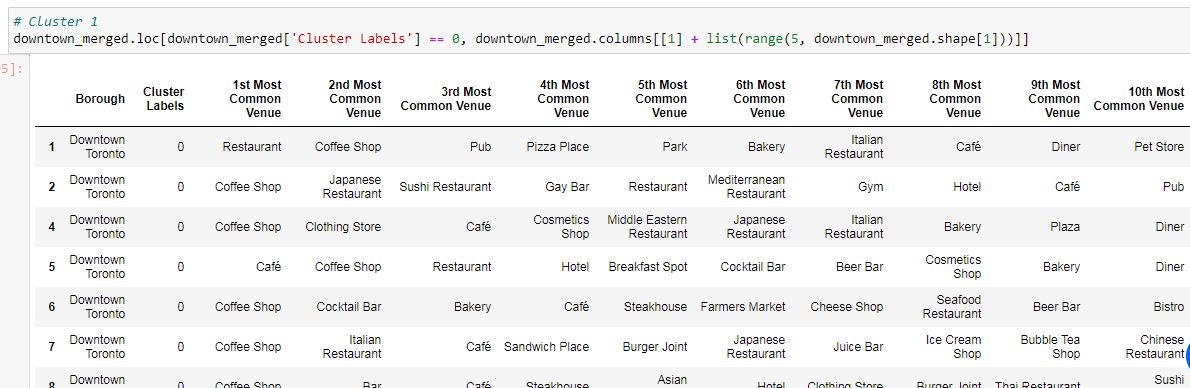 # Cluster 1
downtown_merged.loc[downtown_merged['Cluster Labels'] == 0, downtown_merged.columns[[1] + list(range(5, downtown_merged.shape[1]))]]
5]:
Borough Cluster Labels 1st Most Common Venue 2nd Most Common Venue 3rd Most Common Venue 4th Most Common Venue 5th Most Common Venue 6th Most Common Venue 7th Most Common Venue 8th Most Common Venue 9th Most Common Venue 10th Most Common Venue
1 Downtown Toronto 0 Restaurant Coffee Shop Pub Pizza Place Park Bakery Italian Restaurant Café Diner Pet Store
2 Downtown Toronto 0 Coffee Shop Japanese Restaurant Sushi Restaurant Gay Bar Restaurant Mediterranean Restaurant Gym Hotel Café Pub
4 Downtown Toronto 0 Coffee Shop Clothing Store Café Cosmetics Shop Middle Eastern Restaurant Japanese Restaurant Italian Restaurant Bakery Plaza Diner
5 Downtown Toronto 0 Café Coffee Shop Restaurant Hotel Breakfast Spot Cocktail Bar Beer Bar Cosmetics Shop Bakery Diner
6 Downtown Toronto 0 Coffee Shop Cocktail Bar Bakery Café Steakhouse Farmers Market Cheese Shop Seafood Restaurant Beer Bar Bistro
7 Downtown Toronto 0 Coffee Shop Italian Restaurant Café Sandwich Place Burger Joint Japanese Restaurant Juice Bar Ice Cream Shop Bubble Tea Shop Chinese Restaurant
8 Downtown 0 Coffee Shop Bar Café Steakhouse Asian Hotel Clothing Store Burger Joint Thai Restaurant Sushi